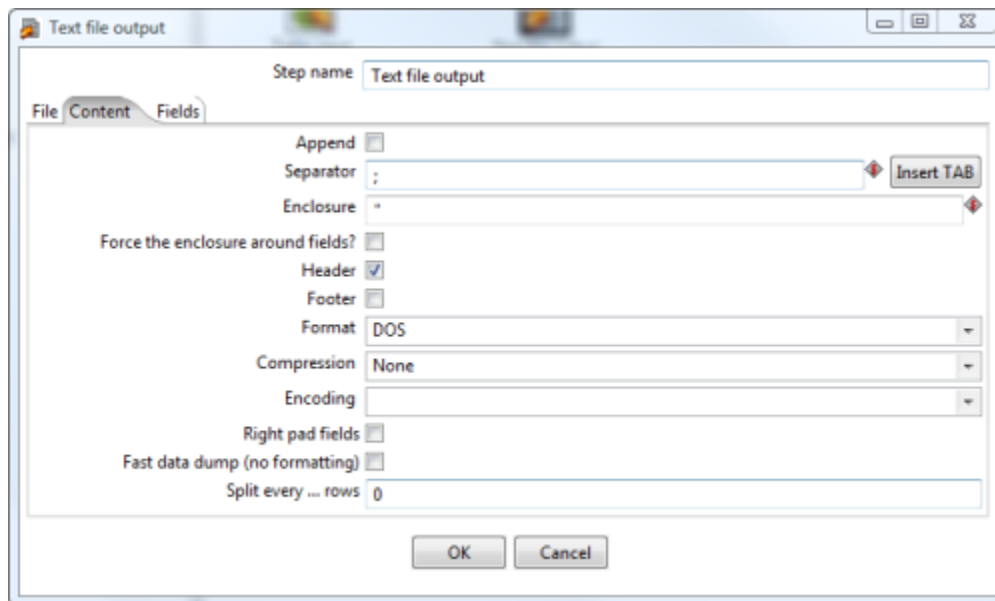 Text file output
Step name Text file output
File Content Fields
Append
Separator ; Insert TAB
Enclosure "
Force the enclosure around fields?
Header
Footer
Format DOS
Compression None
Encoding
Right pad fields
Fast data dump (no formatting)
Split every ... rows 0
OK Cancel